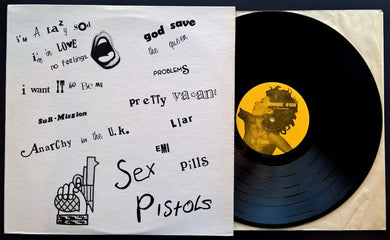 i'm A LaZy SOd
i'm in LOVE
no feelings
i want IT to Be ME
SuB-Mission
Anarchy in the U.K.
god save
the queen
PROBLEMS
prETTy vacant
LIar
EMI
Sex
Pills
PisToLs